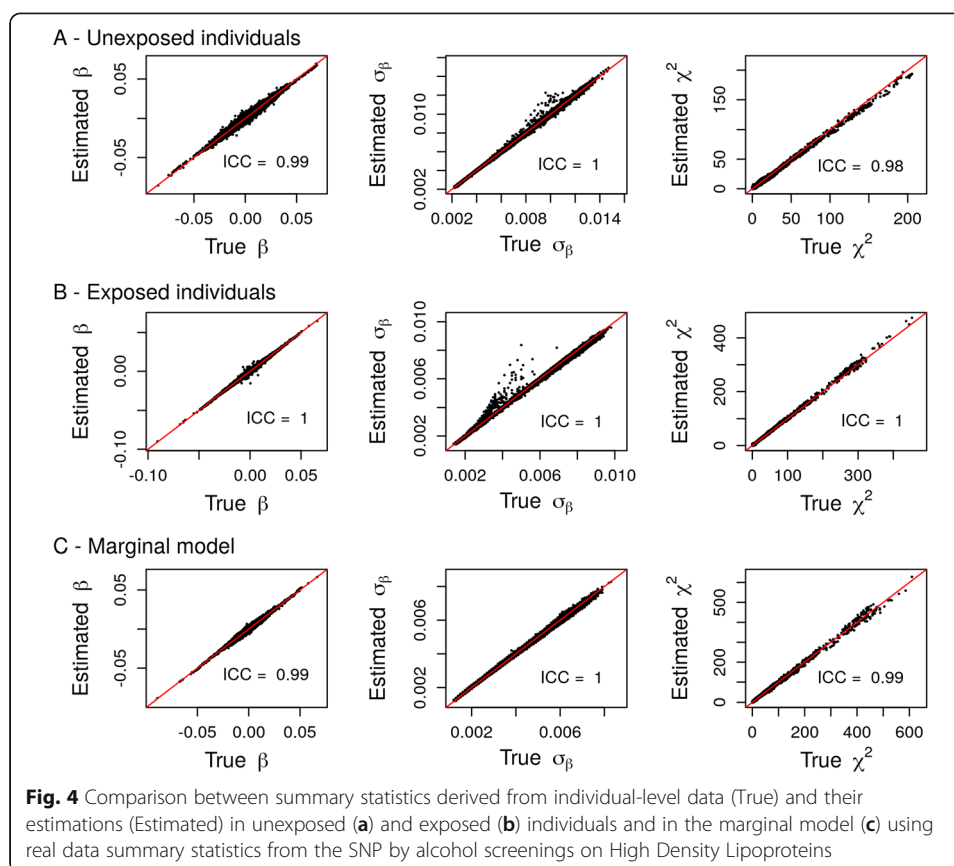 A - Unexposed individuals
Estimated β
-0.05 0.05
ICC = 0.99
-0.05 0.00 0.05
True β
Estimated σβ
0.002 0.010
ICC = 1
0.002 0.008 0.014
True σβ
Estimated χ²
0 50 150
ICC = 0.98
0 50 100 150 200
True χ²
B - Exposed individuals
Estimated β
-0.10 0.00
ICC = 1
-0.10 -0.05 0.00 0.05
True β
Estimated σβ
0.002 0.006 0.010
ICC = 1
0.002 0.006 0.010
True σβ
Estimated χ²
0 200 400
ICC = 1
0 100 200 300
True χ²
C - Marginal model
Estimated β
-0.05 0.05
ICC = 0.99
-0.05 0.00 0.05
True β
Estimated σβ
0.002 0.006
ICC = 1
0.002 0.006
True σβ
Estimated χ²
0 200 500
ICC = 0.99
0 200 300 400 500 600
True χ²
Fig. 4 Comparison between summary statistics derived from individual-level data (True) and their
estimations (Estimated) in unexposed (a) and exposed (b) individuals and in the marginal model (c) using
real data summary statistics from the SNP by alcohol screenings on High Density Lipoproteins